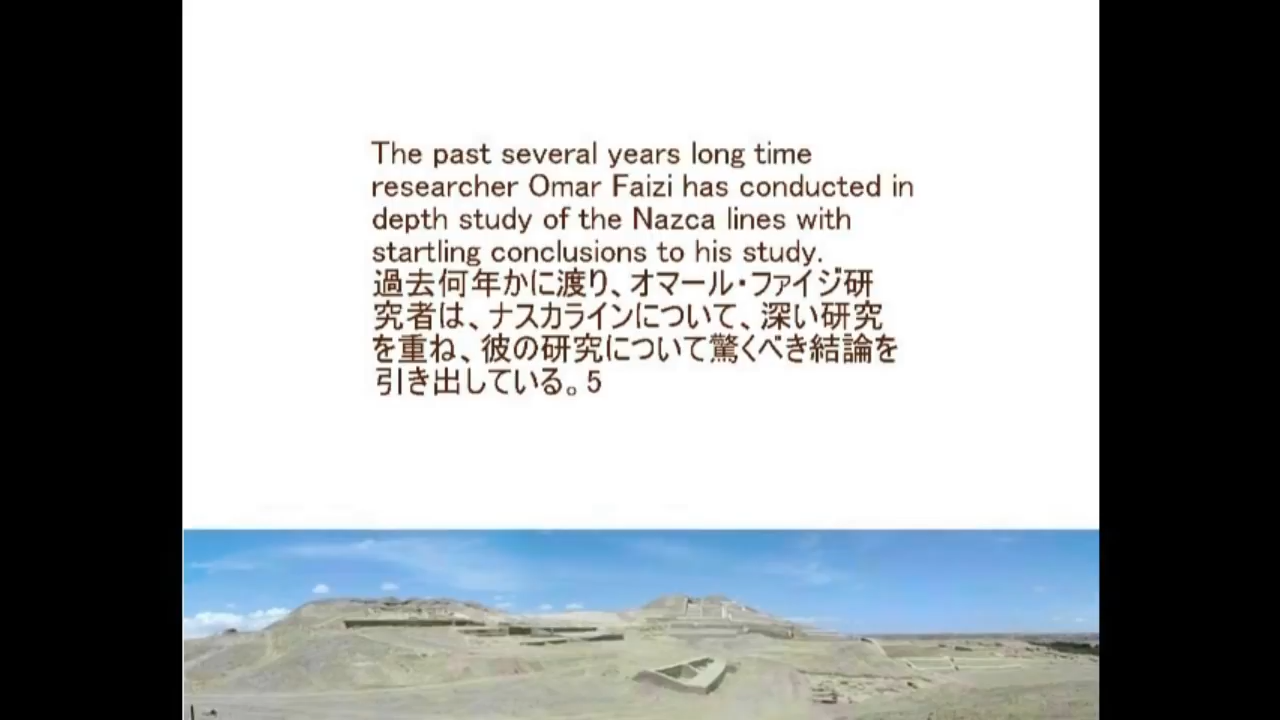 The past several years long time
researcher Omar Faizi has conducted in
depth study of the Nazca lines with
startling conclusions to his study.
過去何年かに渡り、オマール・ファイジ研
究者は、ナスカラインについて、深い研究
を重ね、彼の研究について驚くべき結論を
引き出している。5